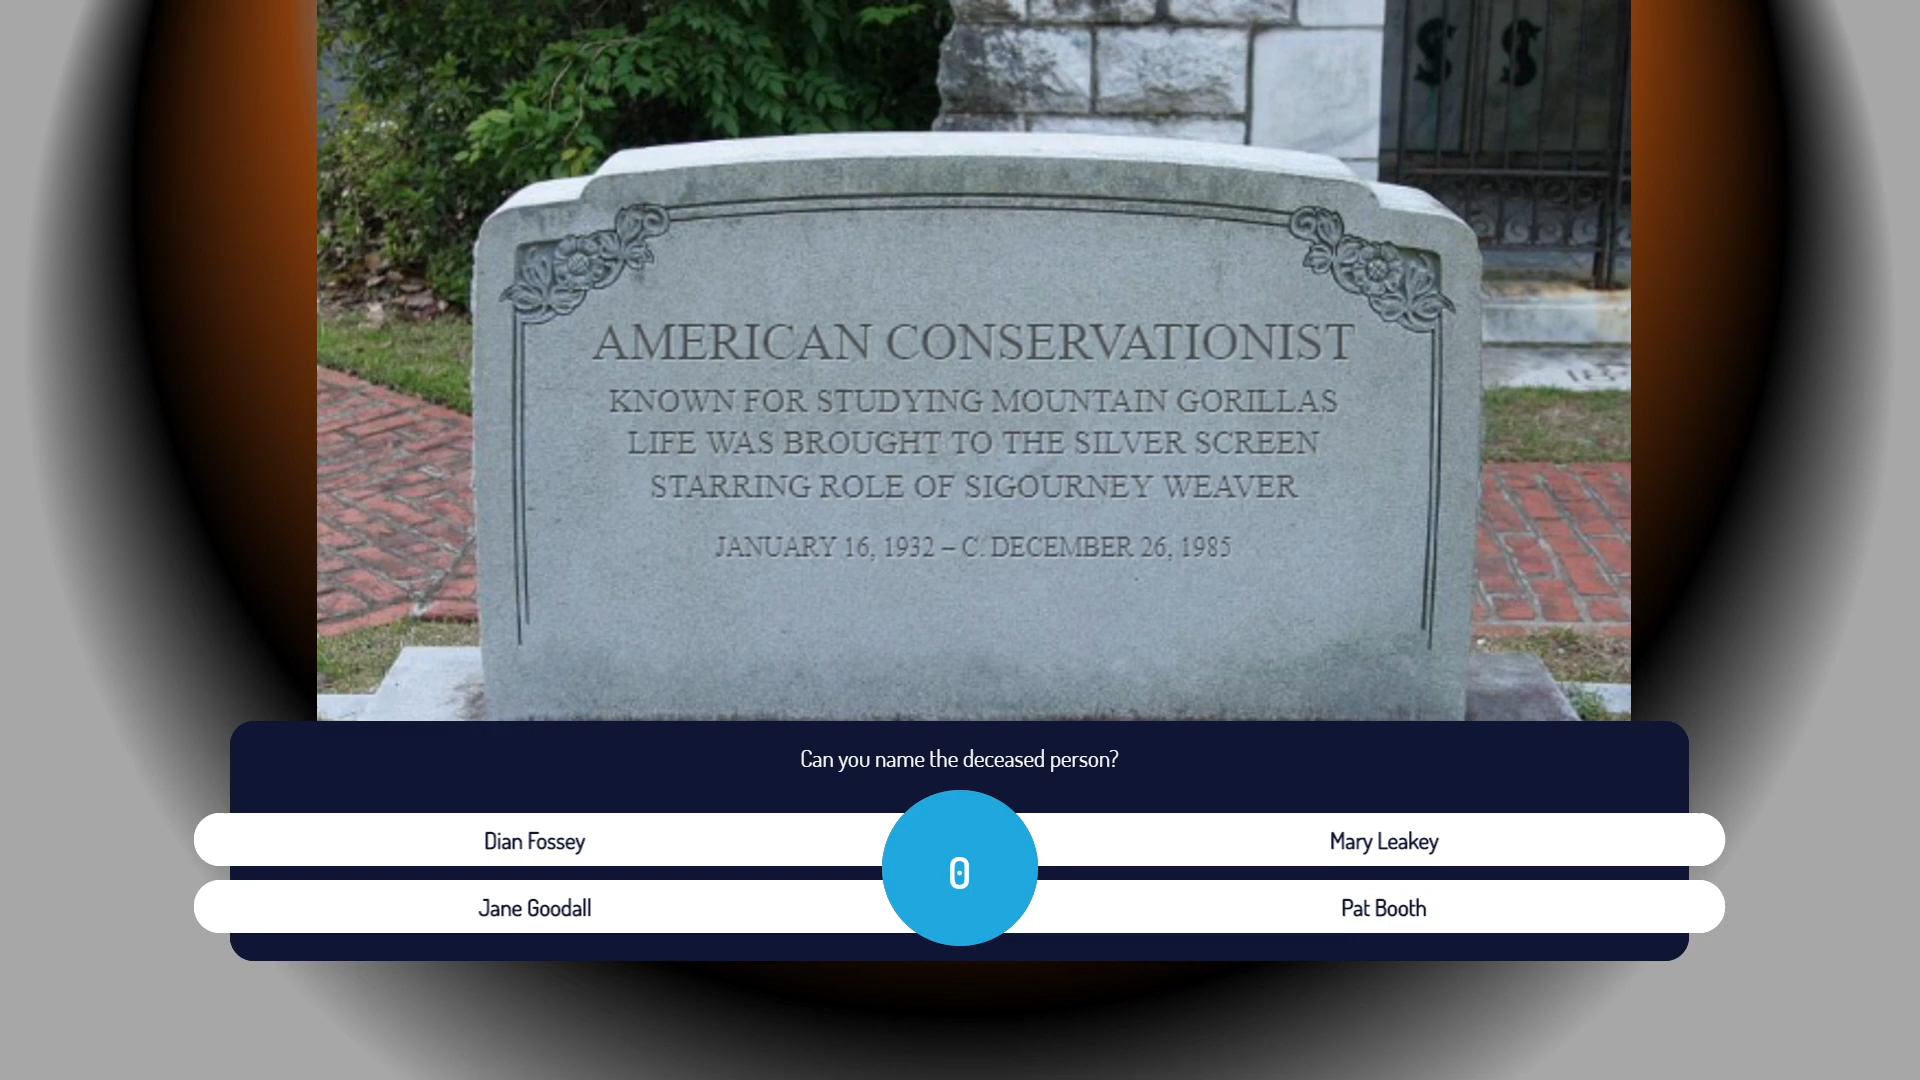 $ $
AMERICAN CONSERVATIONIST
KNOWN FOR STUDYING MOUNTAIN GORILLAS
LIFE WAS BROUGHT TO THE SILVER SCREEN
STARRING ROLE OF SIGOURNEY WEAVER
JANUARY 16, 1932 – C. DECEMBER 26, 1985
Can you name the deceased person?
Dian Fossey
Mary Leakey
0
Jane Goodall
Pat Booth